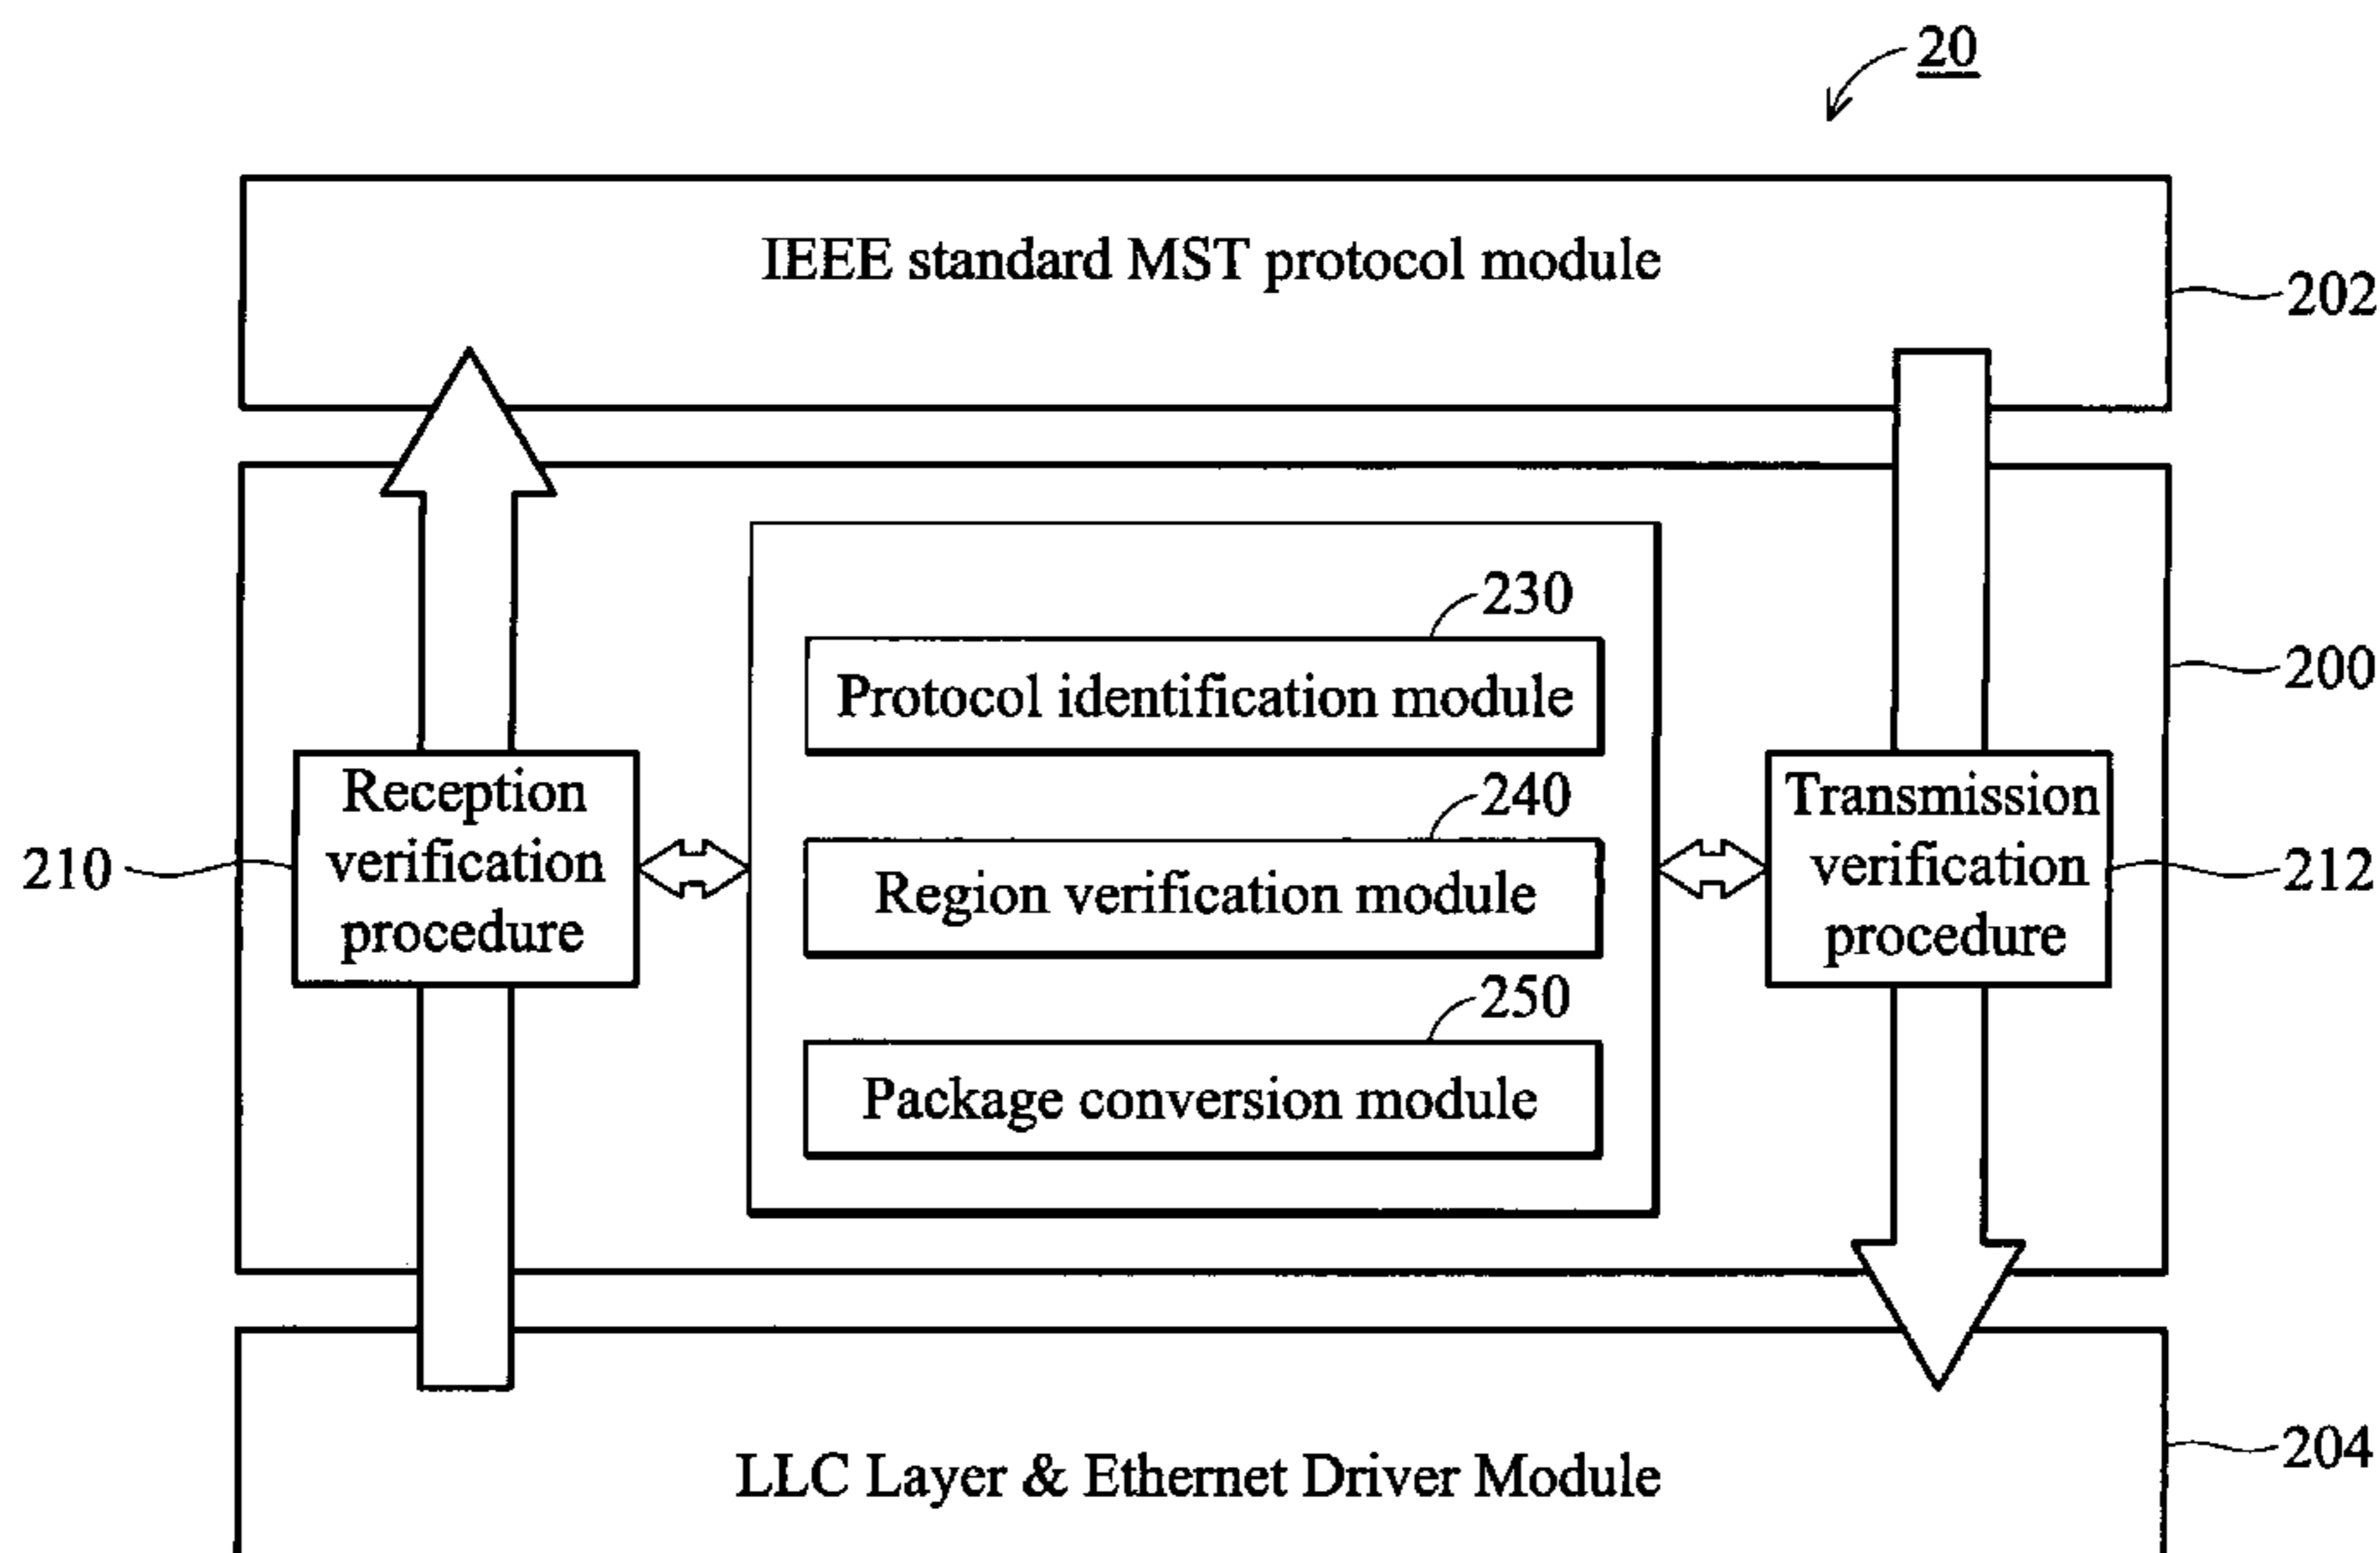 20
IEEE standard MST protocol module
202
230
Protocol identification module
200
Reception
verification
procedure
210
240
Region verification module
Transmission
verification
procedure
212
250
Package conversion module
LLC Layer & Ethernet Driver Module
204